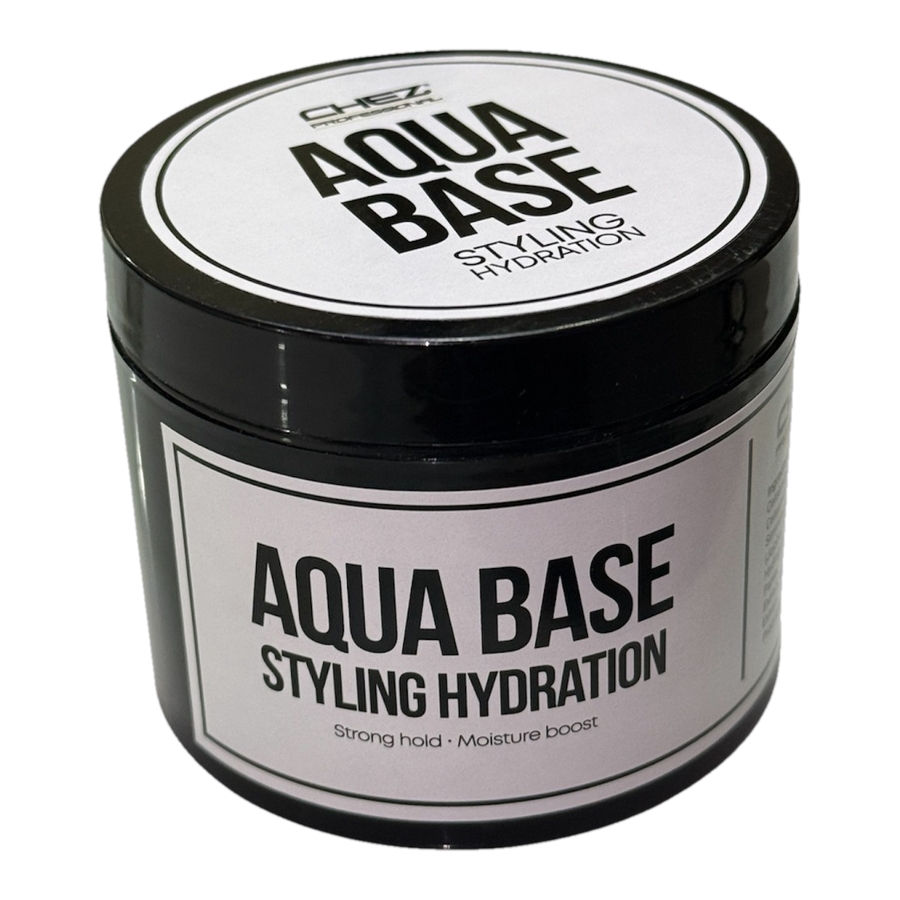 CHEZ
PROFESSIONAL
AQUA
BASE
STYLING
HYDRATION
AQUA BASE
STYLING HYDRATION
Strong hold · Moisture boost